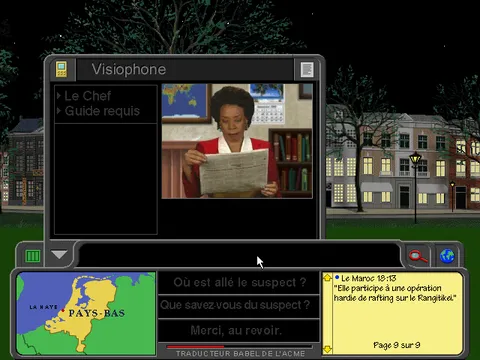 Visiophone
Le Chef
Guide requis
Où est allé le suspect ?
Que savez-vous du suspect ?
Merci, au revoir.
TRADUCTEUR BABEL DE L'ACME
LA HAYE
PAYS-BAS
Le Maroc 18:13
"Elle participe à une opération
hardie de rafting sur le Rangitikei."
Page 9 sur 9